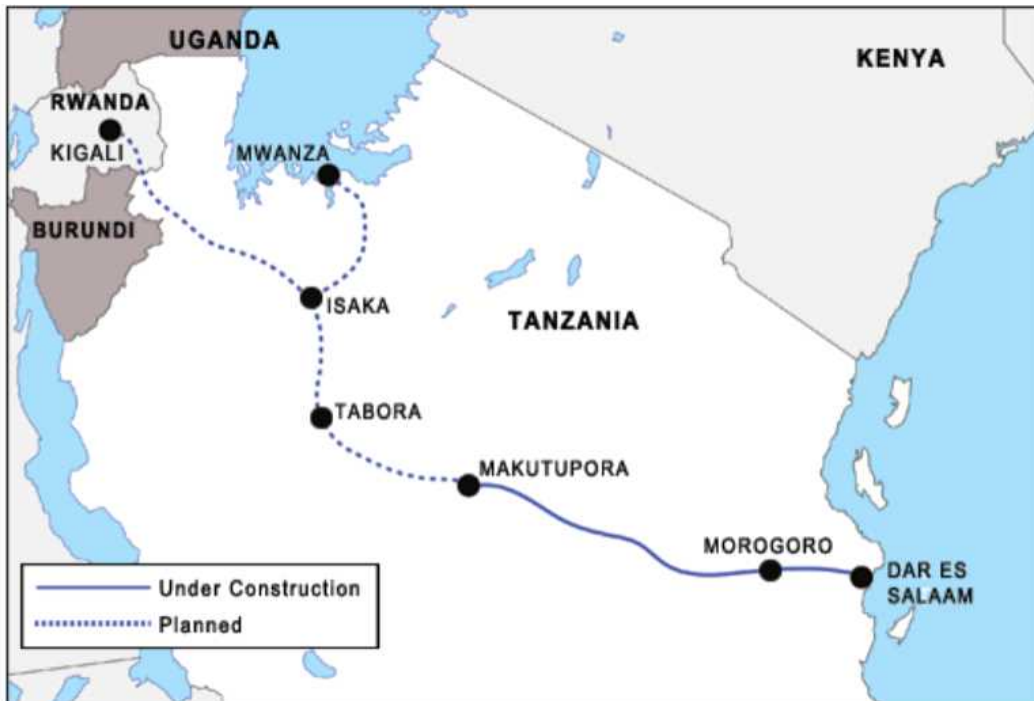 UGANDA
KENYA
RWANDA
KIGALI
MWANZA
BURUNDI
ISAKA
TANZANIA
TABORA
MAKUTUPORA
MOROGORO
DAR ES
SALAAM
Under Construction
Planned